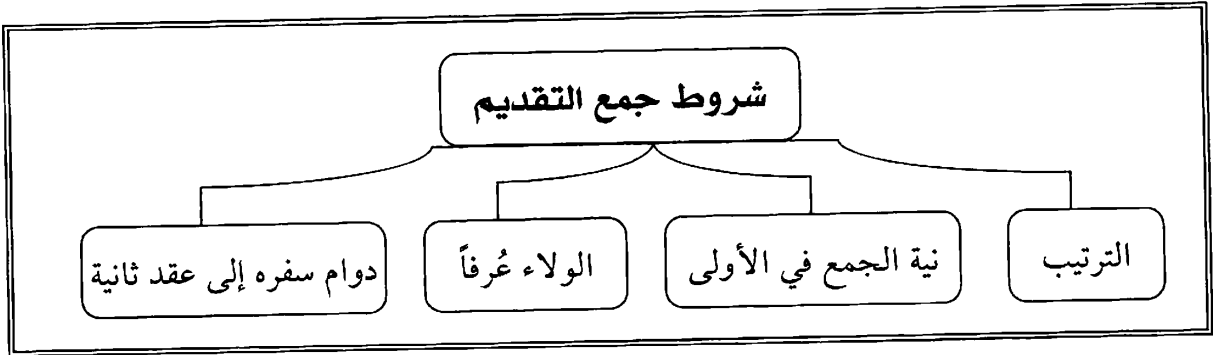 شروط جمع التقديم
الترتيب
نية الجمع في الأولى
الولاء عُرفاً
دوام سفره إلى عقد ثانية